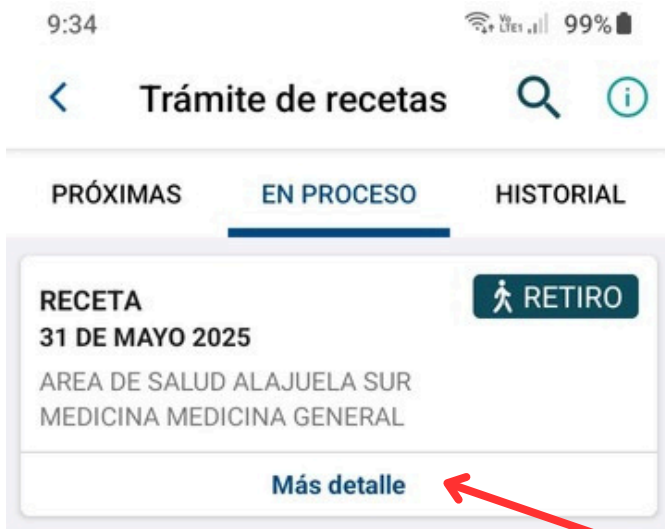 9:34 99%
Trámite de recetas
PRÓXIMAS EN PROCESO HISTORIAL
RECETA RETIRO
31 DE MAYO 2025
AREA DE SALUD ALAJUELA SUR
MEDICINA MEDICINA GENERAL
Más detalle